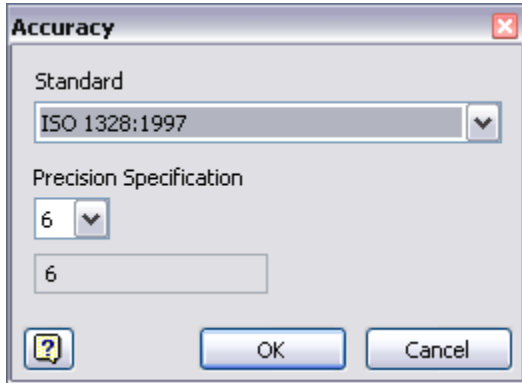 Accuracy
Standard
ISO 1328:1997
Precision Specification
6
6
?
OK
Cancel